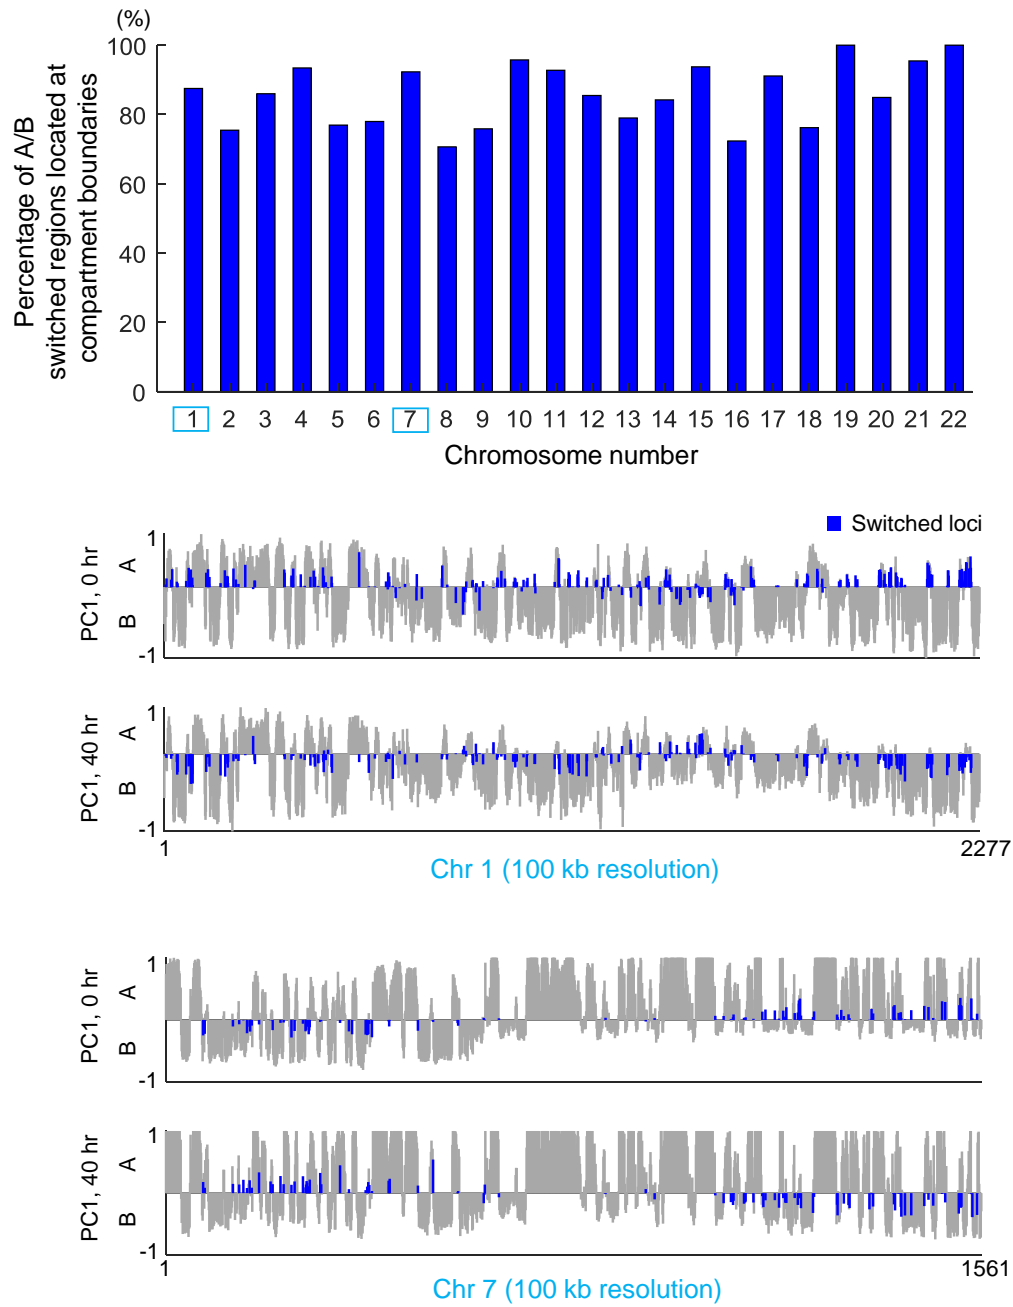 (%)
100
80
60
40
20
0
Percentage of A/B
switched regions located at
compartment boundaries
1 2 3 4 5 6 7 8 9 10 11 12 13 14 15 16 17 18 19 20 21 22
Chromosome number
Switched loci
PC1, 0 hr
B A
1
-1
PC1, 40 hr
B A
1
-1
1 2277
Chr 1 (100 kb resolution)
PC1, 0 hr
B A
1
-1
PC1, 40 hr
B A
1
-1
1 1561
Chr 7 (100 kb resolution)